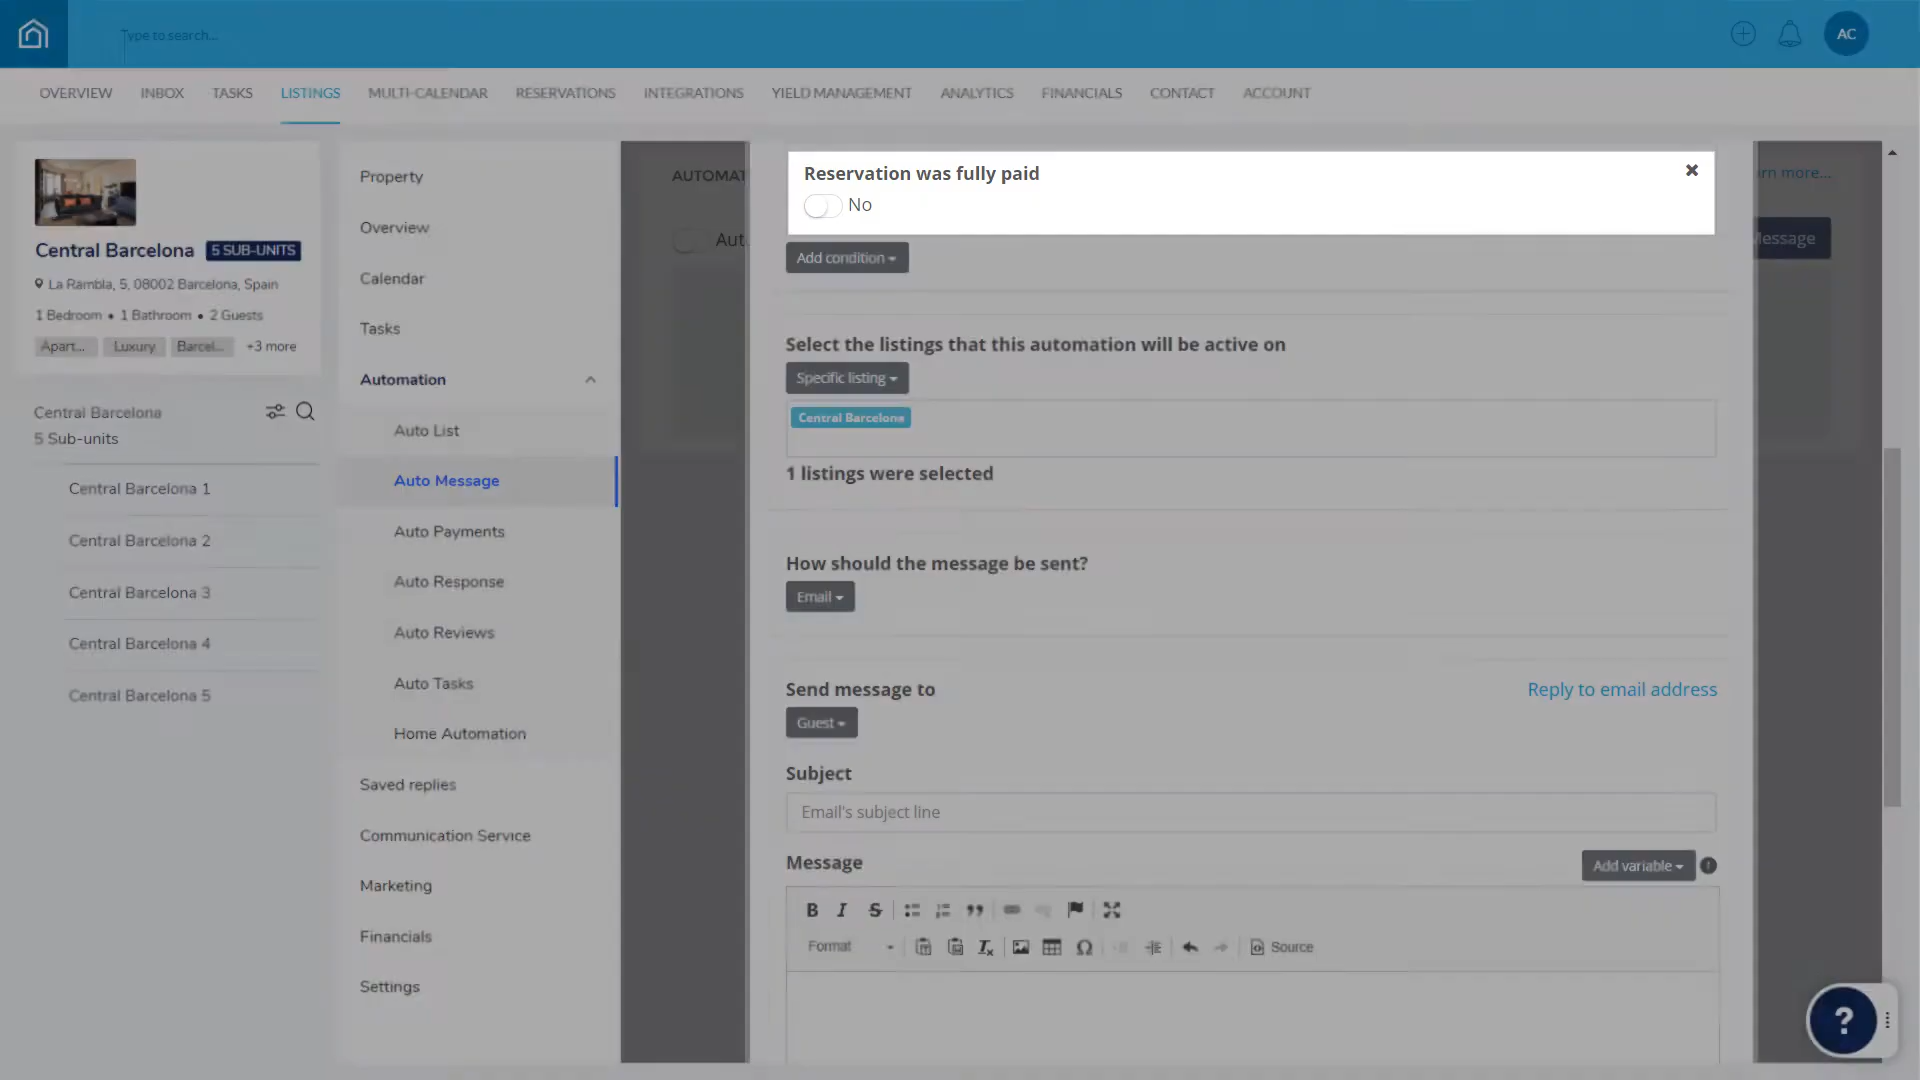 Type to search...
AC
OVERVIEW INBOX TASKS LISTINGS MULTI-CALENDAR RESERVATIONS INTEGRATIONS YIELD MANAGEMENT ANALYTICS FINANCIALS CONTACT ACCOUNT
Central Barcelona 5 SUB-UNITS
La Rambla, 5, 08002 Barcelona, Spain
1 Bedroom • 1 Bathroom • 2 Guests
Apart... Luxury Barcel... +3 more
Central Barcelona
5 Sub-units
Central Barcelona 1
Central Barcelona 2
Central Barcelona 3
Central Barcelona 4
Central Barcelona 5
Property
Overview
Calendar
Tasks
Automation
Auto List
Auto Message
Auto Payments
Auto Response
Auto Reviews
Auto Tasks
Home Automation
Saved replies
Communication Service
Marketing
Financials
Settings
AUTOMAT
Aut
rn more...
Message
Reservation was fully paid
No
Add condition
Select the listings that this automation will be active on
Specific listing
Central Barcelona
1 listings were selected
How should the message be sent?
Email
Send message to
Reply to email address
Guest
Subject
Email's subject line
Message
Add variable
B I S
Format
Source
?